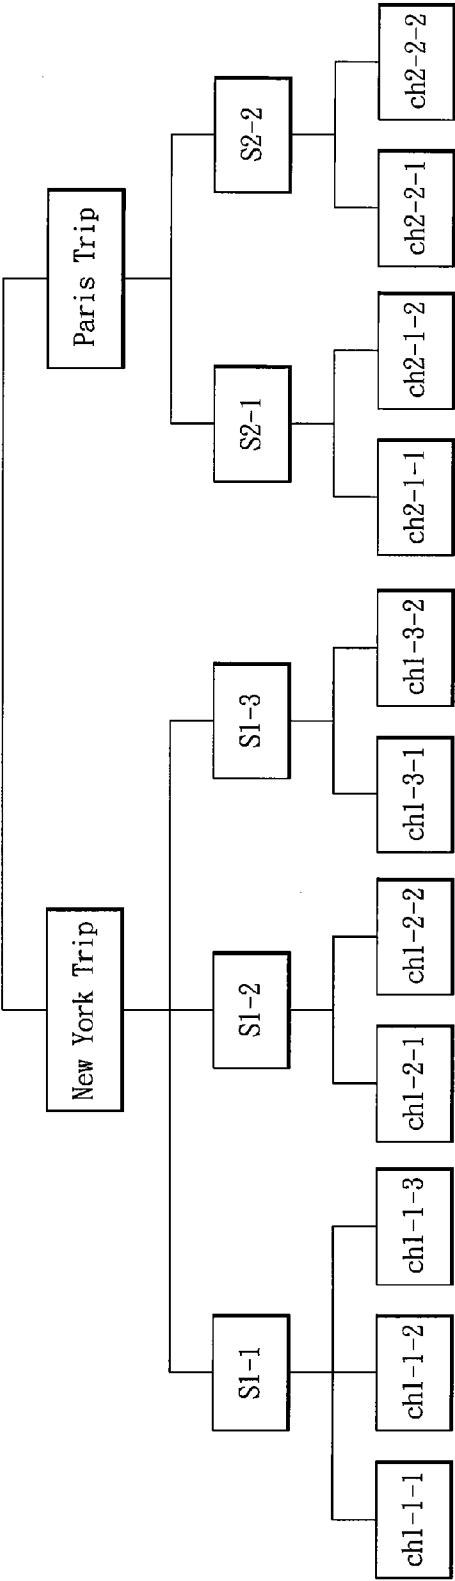 New York Trip
Paris Trip
S1-1
S1-2
S1-3
S2-1
S2-2
ch1-1-1
ch1-1-2
ch1-1-3
ch1-2-1
ch1-2-2
ch1-3-1
ch1-3-2
ch2-1-1
ch2-1-2
ch2-2-1
ch2-2-2